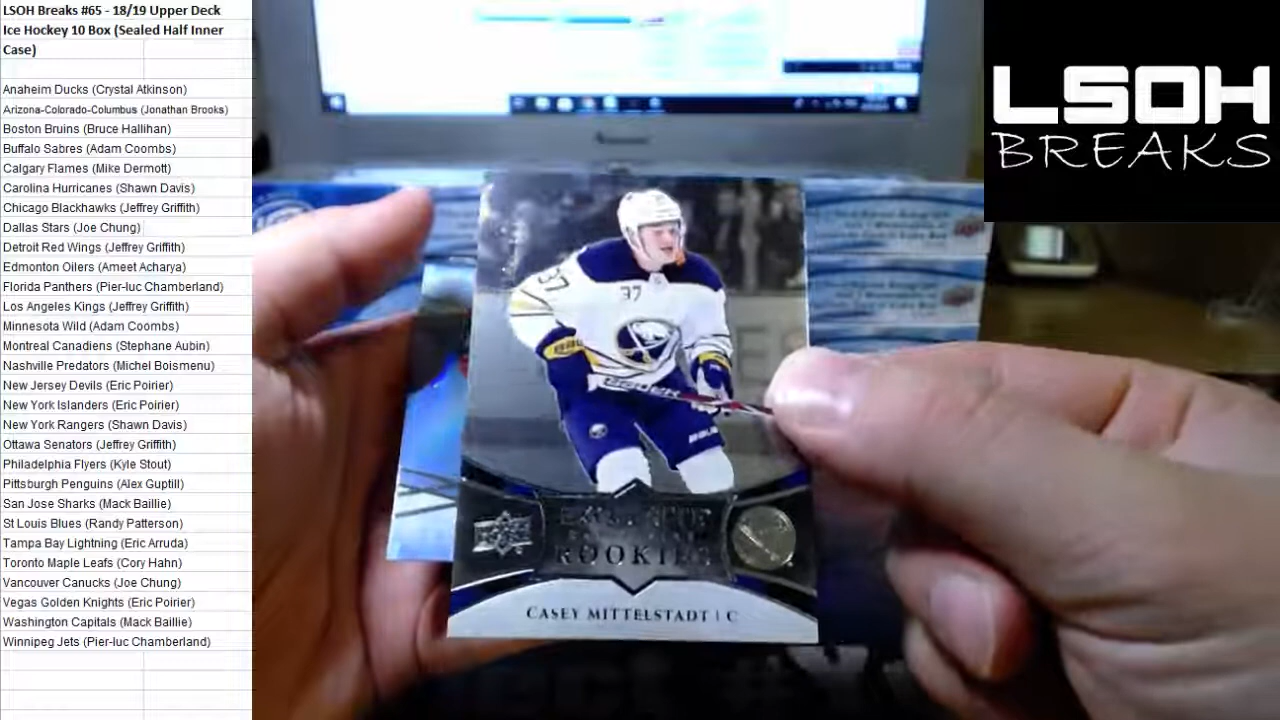 LSOH Breaks #65 - 18/19 Upper Deck
Ice Hockey 10 Box (Sealed Half Inner
Case)
Anaheim Ducks (Crystal Atkinson)
Arizona-Colorado-Columbus (Jonathan Brooks)
Boston Bruins (Bruce Hallihan)
Buffalo Sabres (Adam Coombs)
Calgary Flames (Mike Dermott)
Carolina Hurricanes (Shawn Davis)
Chicago Blackhawks (Jeffrey Griffith)
Dallas Stars (Joe Chung)
Detroit Red Wings (Jeffrey Griffith)
Edmonton Oilers (Ameet Acharya)
Florida Panthers (Pier-luc Chamberland)
Los Angeles Kings (Jeffrey Griffith)
Minnesota Wild (Adam Coombs)
Montreal Canadiens (Stephane Aubin)
Nashville Predators (Michel Boismenu)
New Jersey Devils (Eric Poirier)
New York Islanders (Eric Poirier)
New York Rangers (Shawn Davis)
Ottawa Senators (Jeffrey Griffith)
Philadelphia Flyers (Kyle Stout)
Pittsburgh Penguins (Alex Guptill)
San Jose Sharks (Mack Baillie)
St Louis Blues (Randy Patterson)
Tampa Bay Lightning (Eric Arruda)
Toronto Maple Leafs (Cory Hahn)
Vancouver Canucks (Joe Chung)
Vegas Golden Knights (Eric Poirier)
Washington Capitals (Mack Baillie)
Winnipeg Jets (Pier-luc Chamberland)
LSOH
BREAKS
37
37
ROOKIES
CASEY MITTELSTADT | C